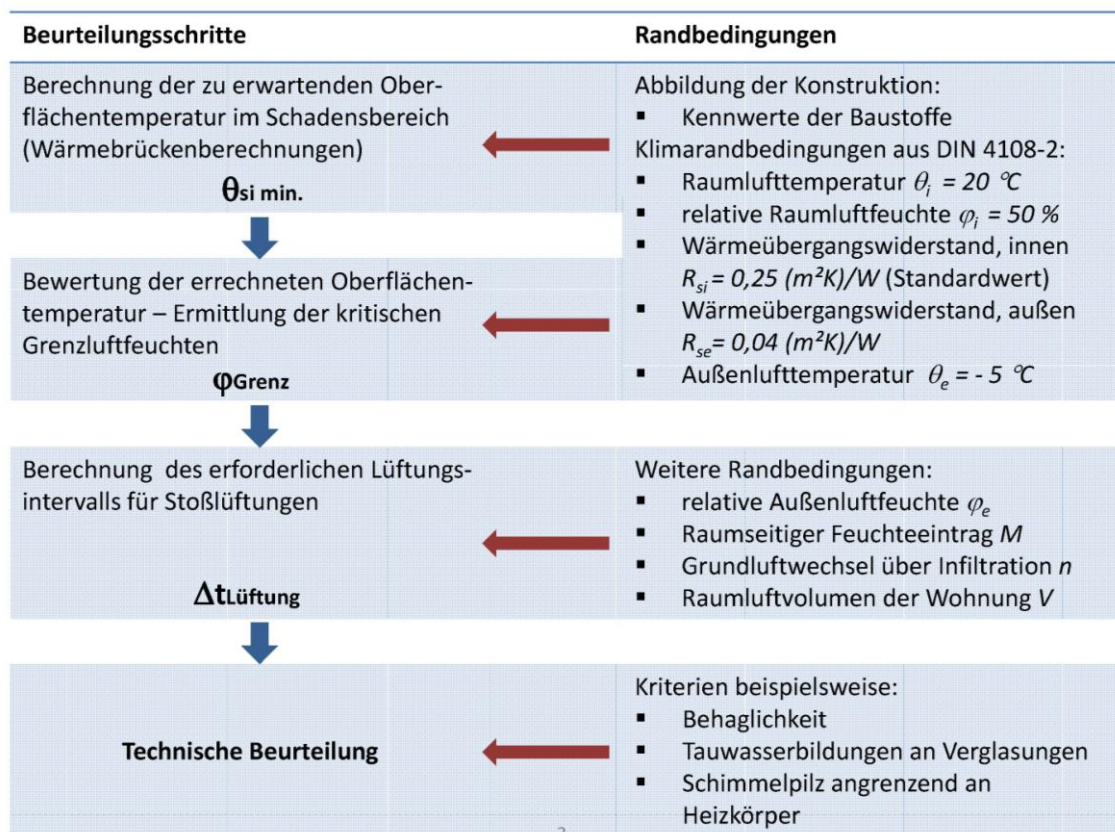 Beurteilungsschritte
Randbedingungen
Berechnung der zu erwartenden Ober-
flächentemperatur im Schadensbereich
(Wärmebrückenberechnungen)
θsi min.
Abbildung der Konstruktion:
▪ Kennwerte der Baustoffe
Klimarandbedingungen aus DIN 4108-2:
▪ Raumlufttemperatur θi = 20 °C
▪ relative Raumluftfeuchte φi = 50 %
▪ Wärmeübergangswiderstand, innen
Rsi = 0,25 (m²K)/W (Standardwert)
▪ Wärmeübergangswiderstand, außen
Rse= 0,04 (m²K)/W
▪ Außenlufttemperatur θe = - 5 °C
Bewertung der errechneten Oberflächen-
temperatur – Ermittlung der kritischen
Grenzluftfeuchten
φGrenz
Berechnung des erforderlichen Lüftungs-
intervalls für Stoßlüftungen
ΔtLüftung
Weitere Randbedingungen:
▪ relative Außenluftfeuchte φe
▪ Raumseitiger Feuchteeintrag M
▪ Grundluftwechsel über Infiltration n
▪ Raumluftvolumen der Wohnung V
Technische Beurteilung
Kriterien beispielsweise:
▪ Behaglichkeit
▪ Tauwasserbildungen an Verglasungen
▪ Schimmelpilz angrenzend an
Heizkörper